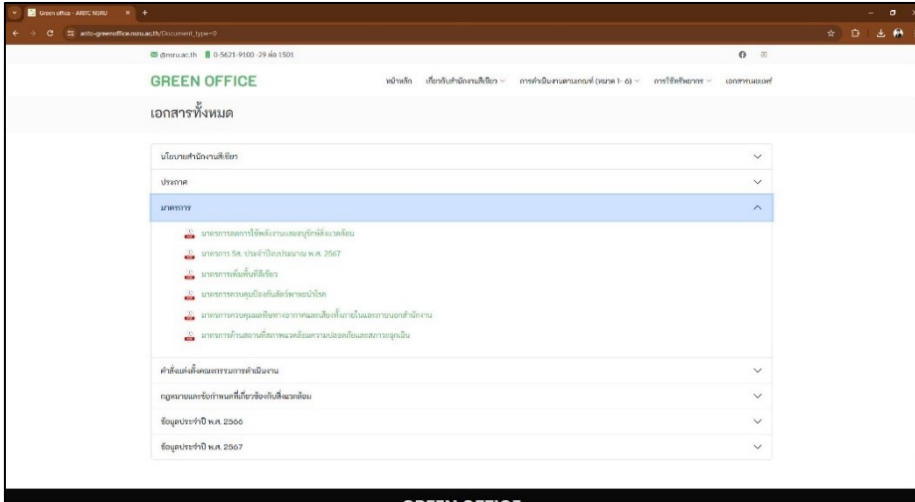 Green office - ARITC NSRU
aritc-greenoffice.nsru.ac.th/Document_type=0
@nsru.ac.th 0-5621-9100 -29 ต่อ 1501
GREEN OFFICE หน้าหลัก เกี่ยวกับสำนักงานสีเขียว การดำเนินงานตามเกณฑ์ (หมวด 1- 6) การใช้ทรัพยากร เอกสารเผยแพร่
เอกสารทั้งหมด
นโยบายสำนักงานสีเขียว
ประกาศ
มาตรการ
มาตรการลดการใช้พลังงานและอนุรักษ์สิ่งแวดล้อม
มาตรการ 5ส. ประจำปีงบประมาณ พ.ศ. 2567
มาตรการเพิ่มพื้นที่สีเขียว
มาตรการควบคุมป้องกันสัตว์พาหะนำโรค
มาตรการควบคุมมลพิษทางอากาศและเสียงทั้งภายในและภายนอกสำนักงาน
มาตรการด้านสถานที่สภาพแวดล้อมความปลอดภัยและสภาวะฉุกเฉิน
คำสั่งแต่งตั้งคณะกรรมการดำเนินงาน
กฎหมายและข้อกำหนดที่เกี่ยวข้องกับสิ่งแวดล้อม
ข้อมูลประจำปี พ.ศ. 2566
ข้อมูลประจำปี พ.ศ. 2567
GREEN OFFICE